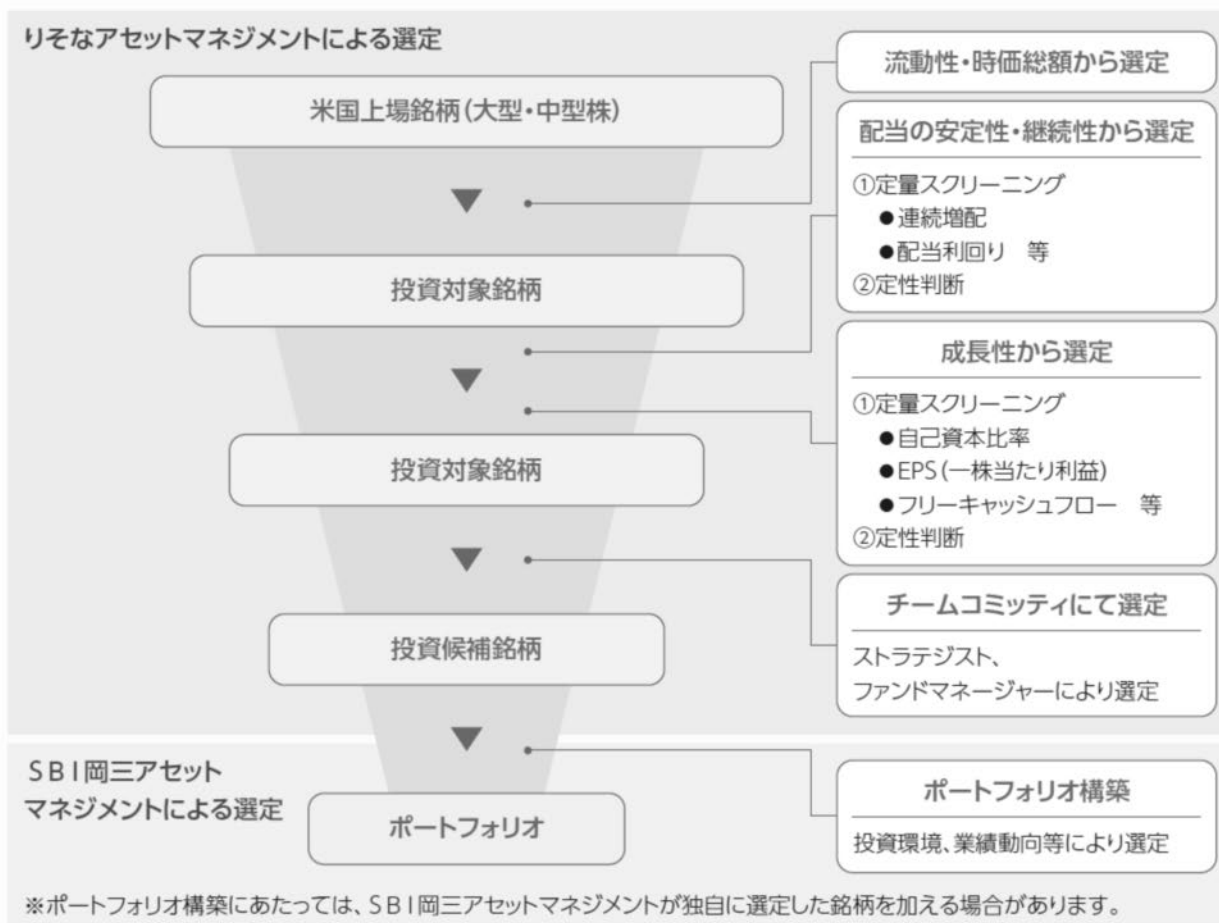 りそなアセットマネジメントによる選定
米国上場銘柄(大型・中型株)
流動性・時価総額から選定
投資対象銘柄
配当の安定性・継続性から選定
①定量スクリーニング
●連続増配
●配当利回り 等
②定性判断
成長性から選定
①定量スクリーニング
●自己資本比率
●EPS(一株当たり利益)
●フリーキャッシュフロー 等
②定性判断
投資対象銘柄
チームコミッティにて選定
ストラテジスト、
ファンドマネージャーにより選定
投資候補銘柄
SBI岡三アセット
マネジメントによる選定
ポートフォリオ構築
投資環境、業績動向等により選定
ポートフォリオ
※ポートフォリオ構築にあたっては、SBI岡三アセットマネジメントが独自に選定した銘柄を加える場合があります。